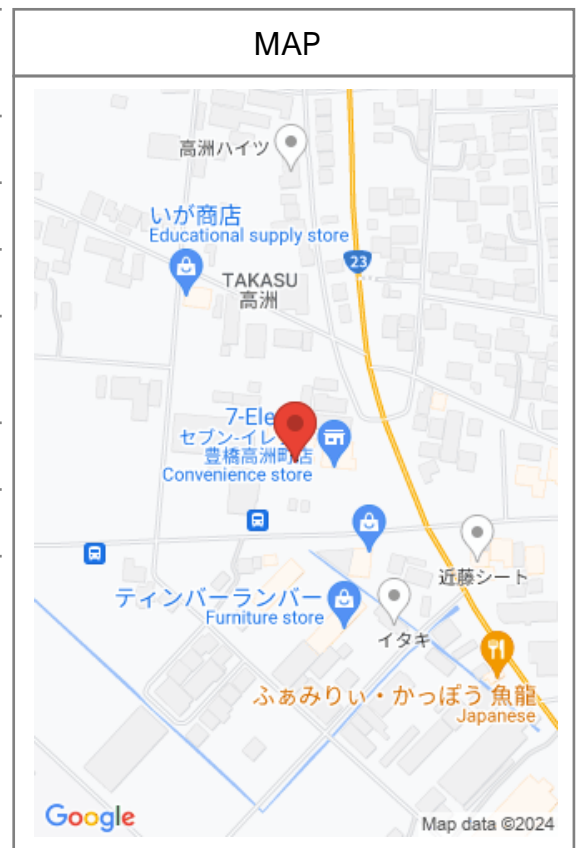 MAP
高洲ハイツ
いが商店
Educational supply store
23
TAKASU
高洲
7-Ele
セブン-イレ
豊橋高洲町店
Convenience store
近藤シート
ティンバーランバー
Furniture store
イタキ
ふぁみりぃ・かっぽう 魚龍
Japanese
Google
Map data ©2024